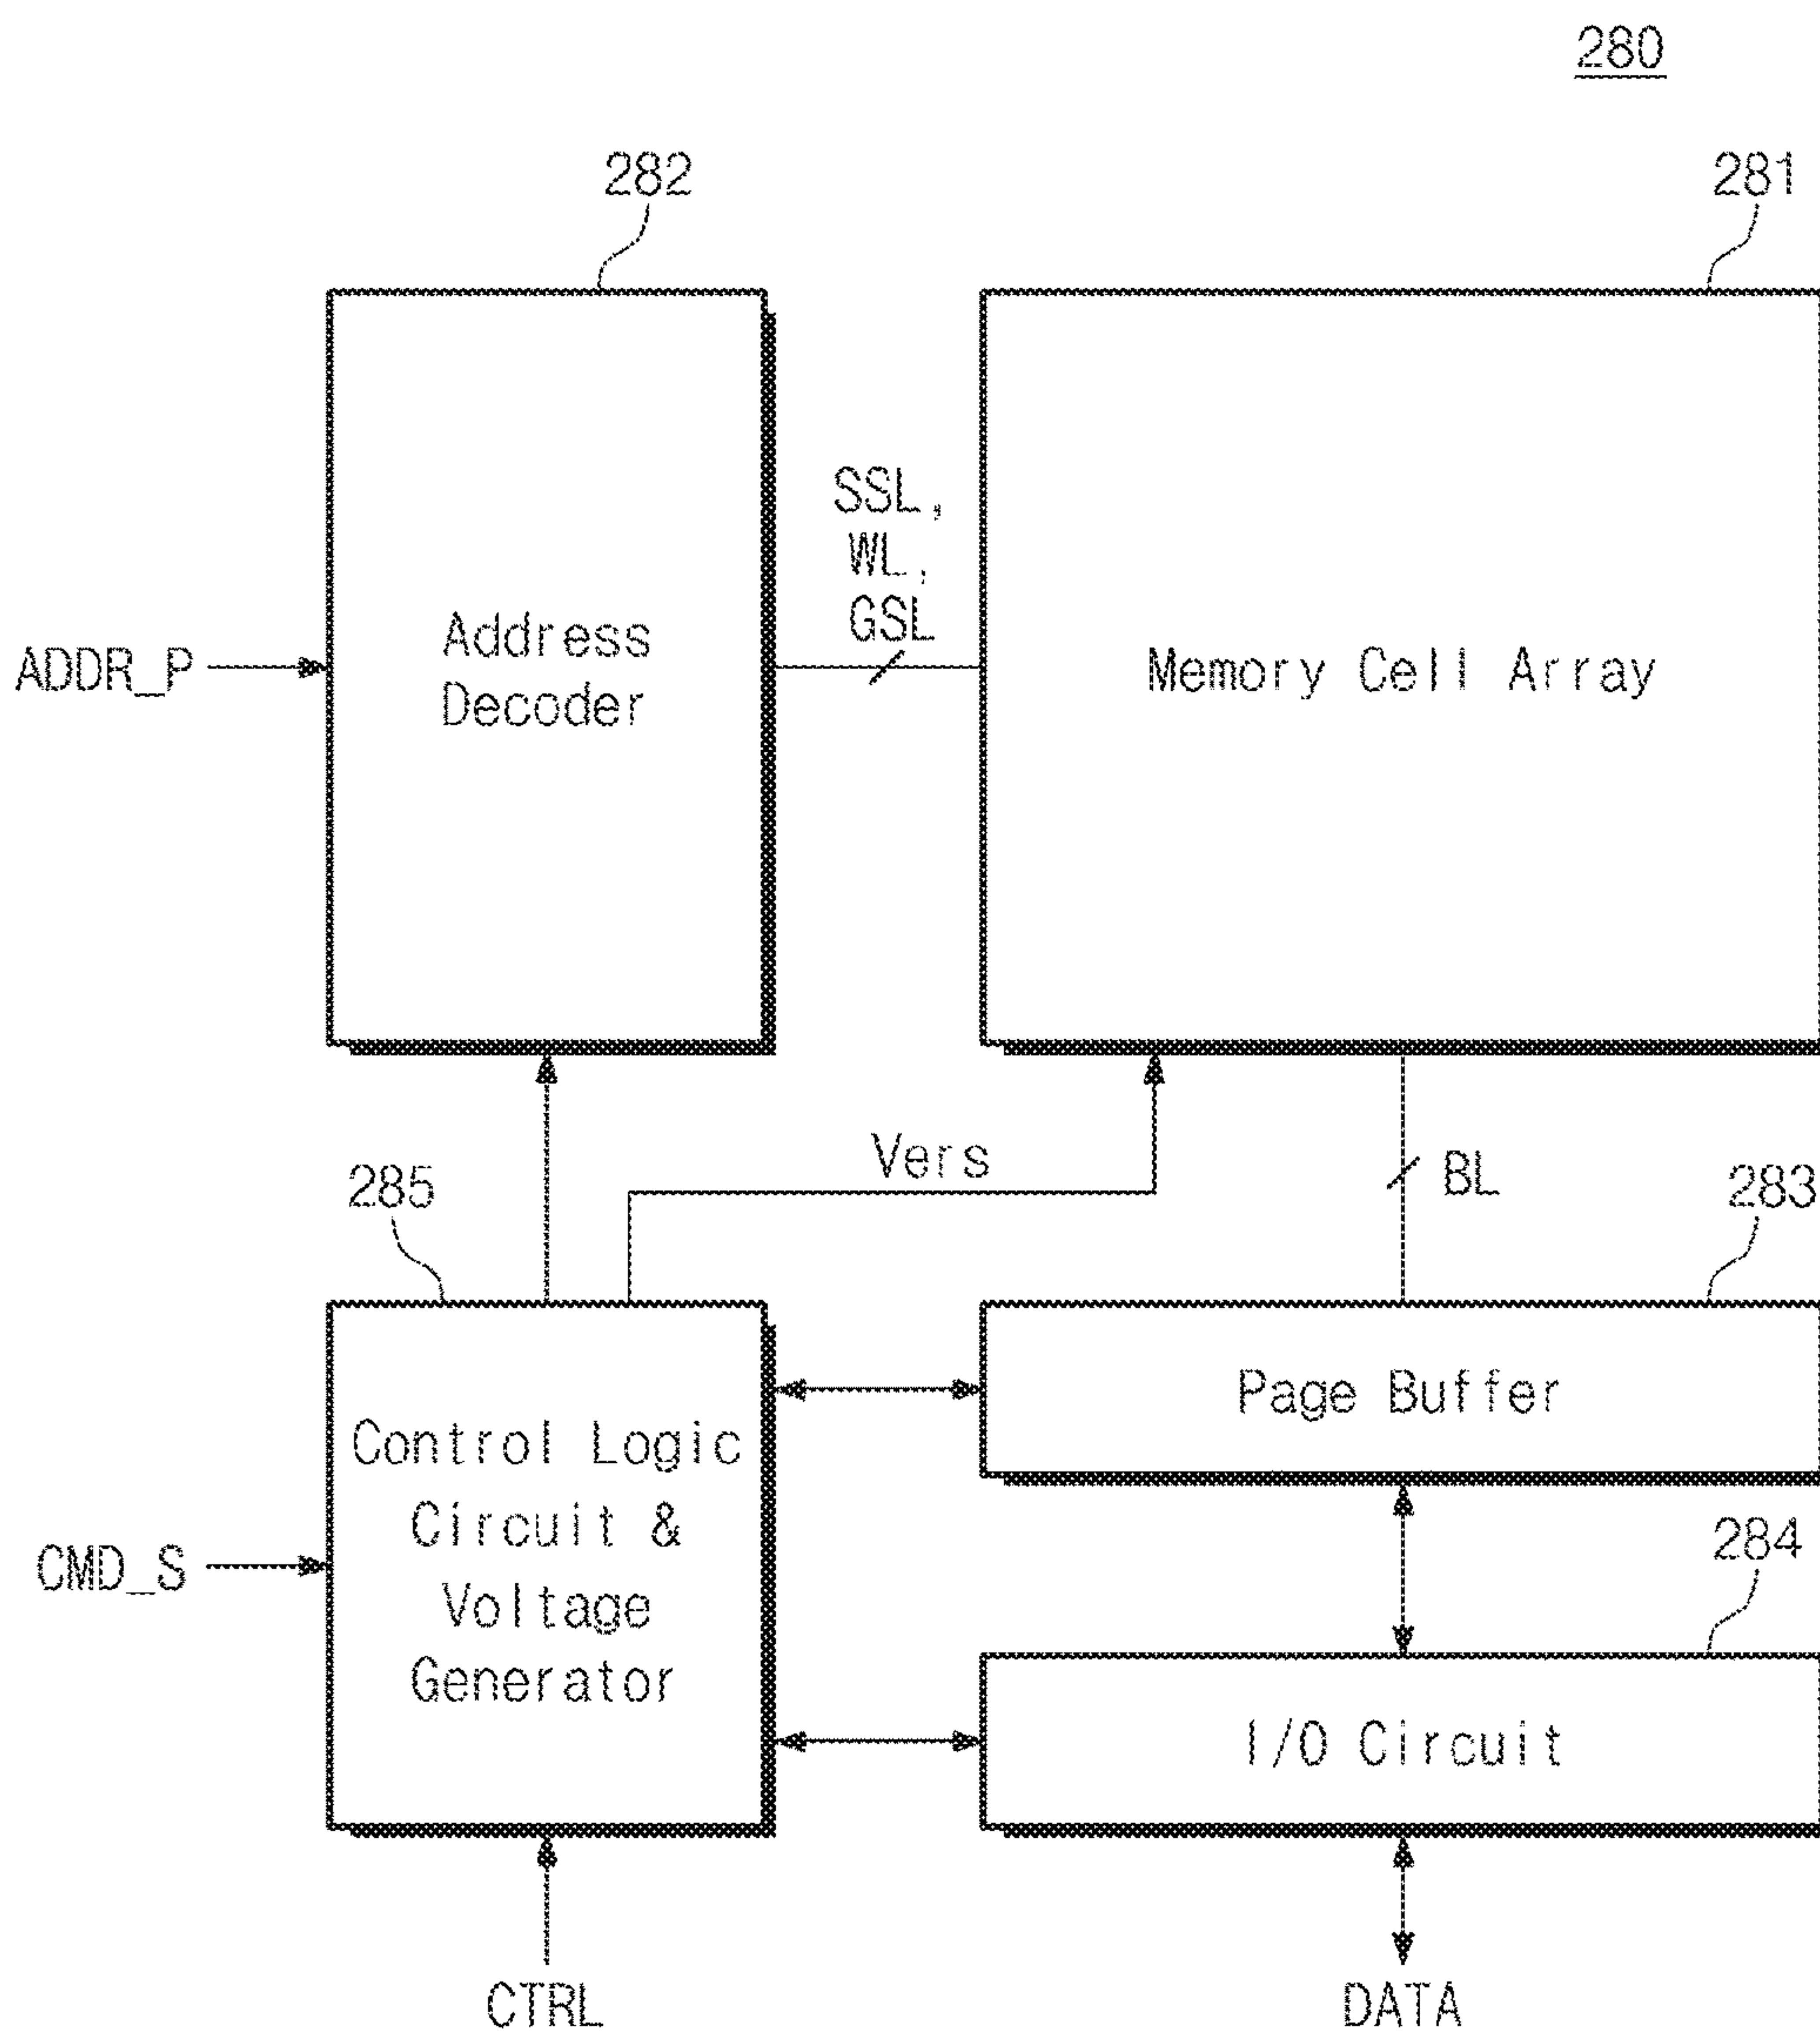 280
282
281
SSL,
WL,
GSL
ADDR_P
Address
Decoder
Memory Cell Array
Vers
BL
285
283
Page Buffer
Control Logic
Circuit &
Voltage
Generator
CMD_S
284
I/O Circuit
CTRL
DATA